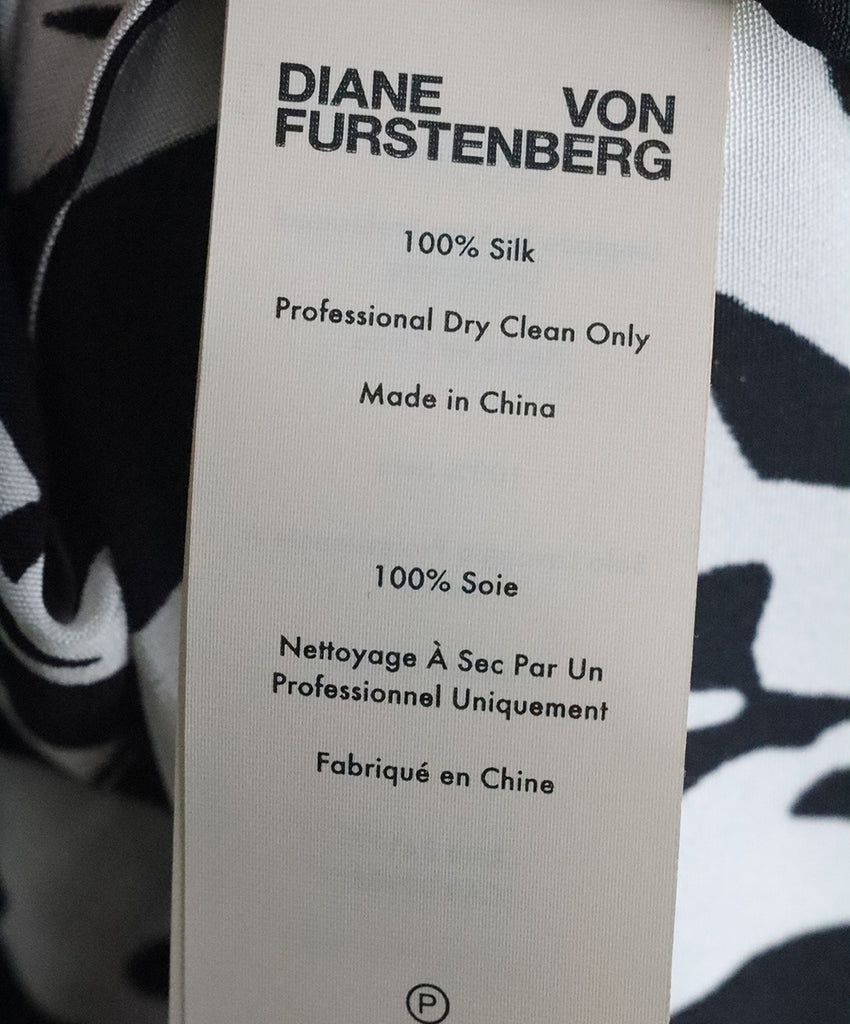 DIANE VON
FURSTENBERG
100% Silk
Professional Dry Clean Only
Made in China
100% Soie
Nettoyage À Sec Par Un
Professionnel Uniquement
Fabriqué en Chine
P